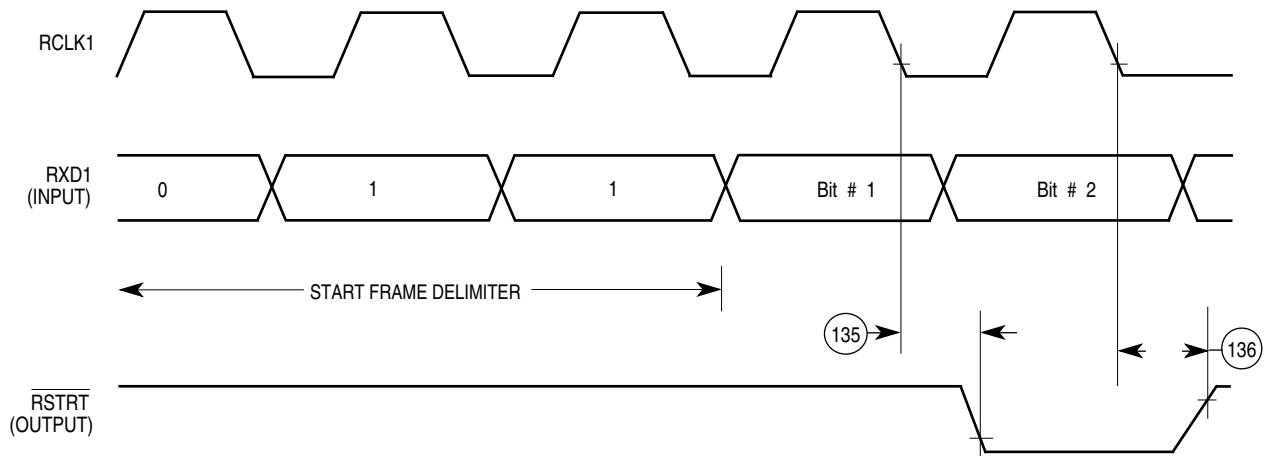 RCLK1
RXD1
(INPUT)
0
1
1
Bit # 1
Bit # 2
START FRAME DELIMITER
135
136
RSTRT
(OUTPUT)